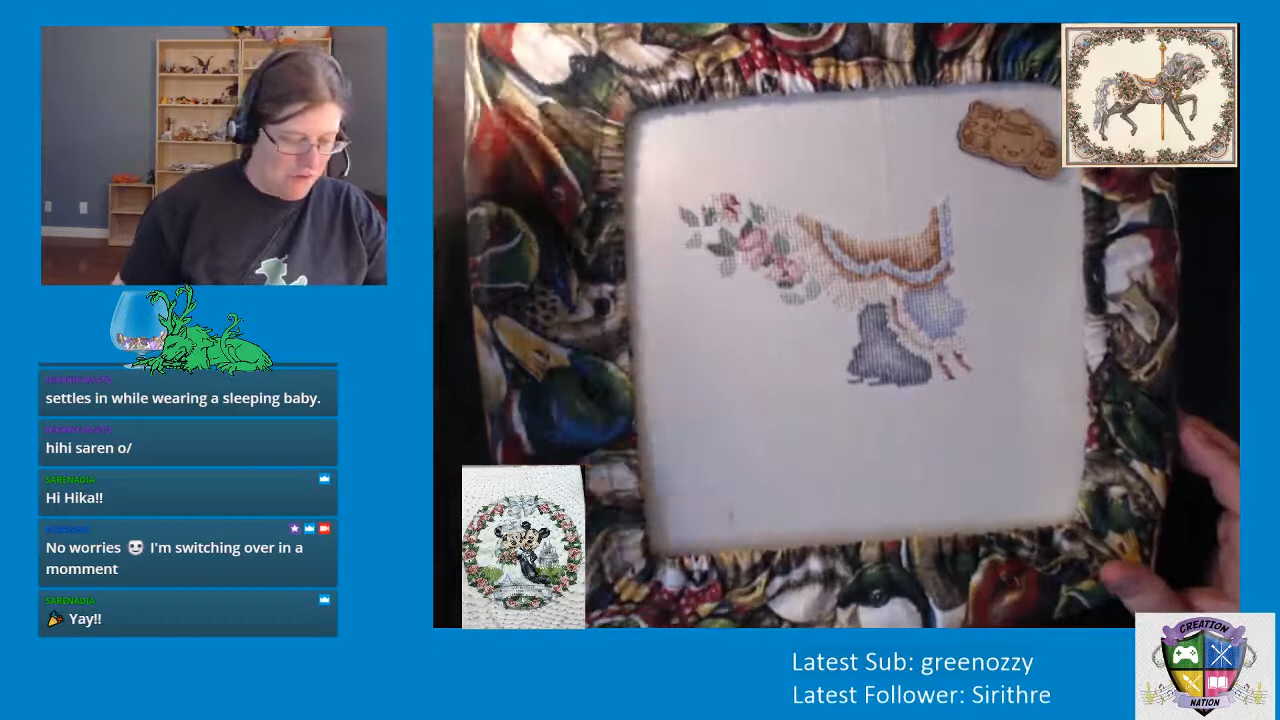 settles in while wearing a sleeping baby.
hihi saren o/
SARENADIA
Hi Hika!!
No worries I'm switching over in a
momment
SARENADIA
Yay!!
Latest Sub: greenozzy
Latest Follower: Sirithre
CREATION
NATION